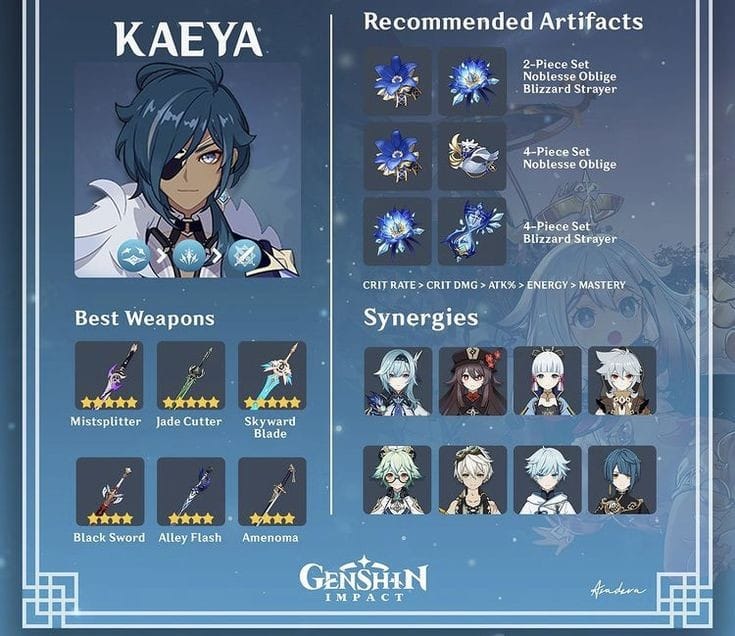 KAEYA
Best Weapons
Mistsplitter
Jade Cutter
Skyward
Blade
Black Sword
Alley Flash
Amenoma
Recommended Artifacts
2-Piece Set
Noblesse Oblige
Blizzard Strayer
4-Piece Set
Noblesse Oblige
4-Piece Set
Blizzard Strayer
CRIT RATE > CRIT DMG > ATK% > ENERGY > MASTERY
Synergies
GENSHIN
IMPACT